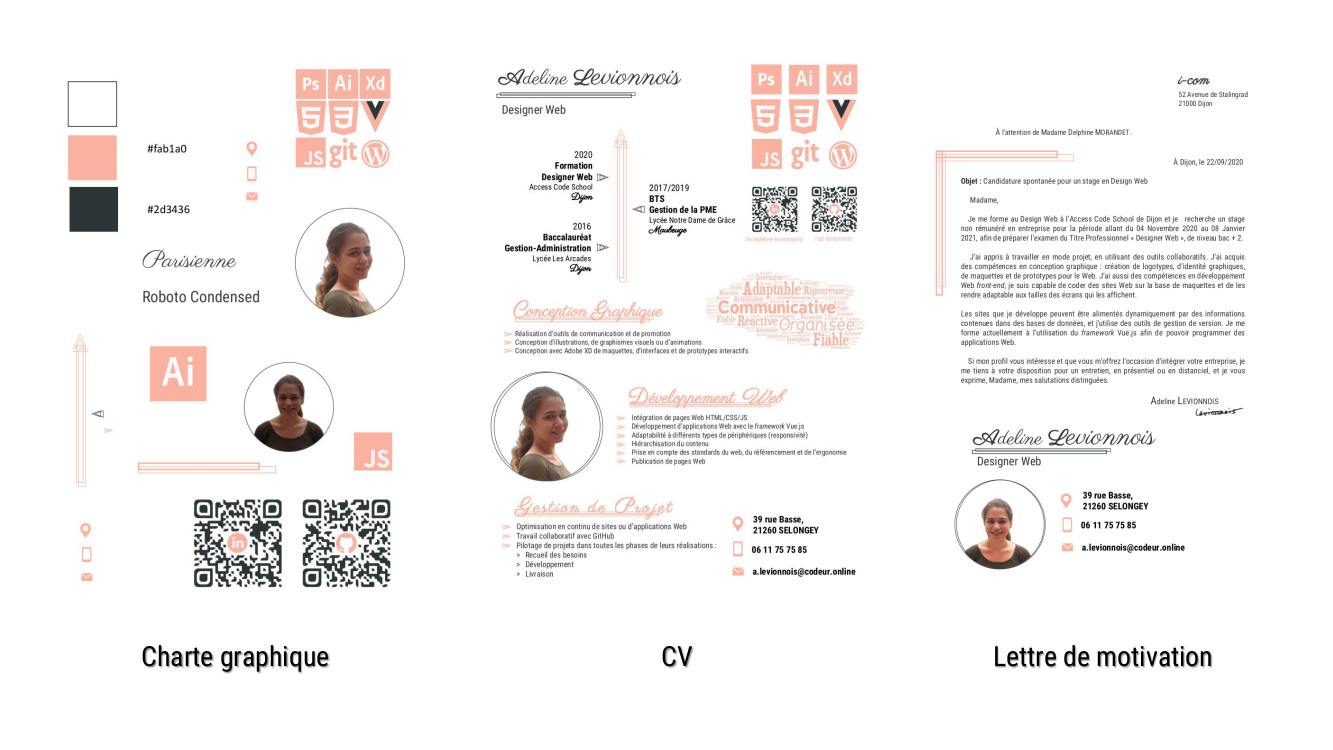 Ps Ai Xd
JS git
#fab1a0
#2d3436
Parisienne
Roboto Condensed
Ai
JS
in
Charte graphique
Adeline Levionnois
Designer Web
Ps Ai Xd
JS git
2020
Formation
Designer Web
Access Code School
Dijon
2017/2019
BTS
Gestion de la PME
Lycée Notre Dame de Grâce
Maubeuge
2016
Baccalauréat
Gestion-Administration
Lycée Les Arcades
Dijon
in
Adaptable Rigoureuse
Communicative
Fiable Réactive Organisée
Fiable
Conception Graphique
Réalisation d'outils de communication et de promotion
Conception d'illustrations, de graphismes visuels ou d'animations
Conception avec Adobe XD de maquettes, d'interfaces et de prototypes interactifs
Développement Web
Intégration de pages Web HTML/CSS/JS
Développement d'applications Web avec le framework Vue.js
Adaptabilité à différents types de périphériques (responsivité)
Hiérarchisation du contenu
Prise en compte des standards du web, du référencement et de l'ergonomie
Publication de pages Web
Gestion de Projet
Optimisation en continu de sites ou d'applications Web
Travail collaboratif avec GitHub
Pilotage de projets dans toutes les phases de leurs réalisations :
> Recueil des besoins
> Développement
> Livraison
39 rue Basse,
21260 SELONGEY
06 11 75 75 85
a.levionnois@codeur.online
CV
i-com
52 Avenue de Stalingrad
21000 Dijon
À l'attention de Madame Delphine MORANDET.
À Dijon, le 22/09/2020
Objet : Candidature spontanée pour un stage en Design Web
Madame,
Je me forme au Design Web à l'Access Code School de Dijon et je recherche un stage
non rémunéré en entreprise pour la période allant du 04 Novembre 2020 au 08 Janvier
2021, afin de préparer l'examen du Titre Professionnel « Designer Web », de niveau bac + 2.
J'ai appris à travailler en mode projet, en utilisant des outils collaboratifs. J'ai acquis
des compétences en conception graphique : création de logotypes, d'identité graphiques,
de maquettes et de prototypes pour le Web. J'ai aussi des compétences en développement
Web front-end, je suis capable de coder des sites Web sur la base de maquettes et de les
rendre adaptable aux tailles des écrans qui les affichent.
Les sites que je développe peuvent être alimentés dynamiquement par des informations
contenues dans des bases de données, et j'utilise des outils de gestion de version. Je me
forme actuellement à l'utilisation du framework Vue.js afin de pouvoir programmer des
applications Web.
Si mon profil vous intéresse et que vous m'offrez l'occasion d'intégrer votre entreprise, je
me tiens à votre disposition pour un entretien, en présentiel ou en distanciel, et je vous
exprime, Madame, mes salutations distinguées.
Adeline LEVIONNOIS
Levionnois
Adeline Levionnois
Designer Web
39 rue Basse,
21260 SELONGEY
06 11 75 75 85
a.levionnois@codeur.online
Lettre de motivation